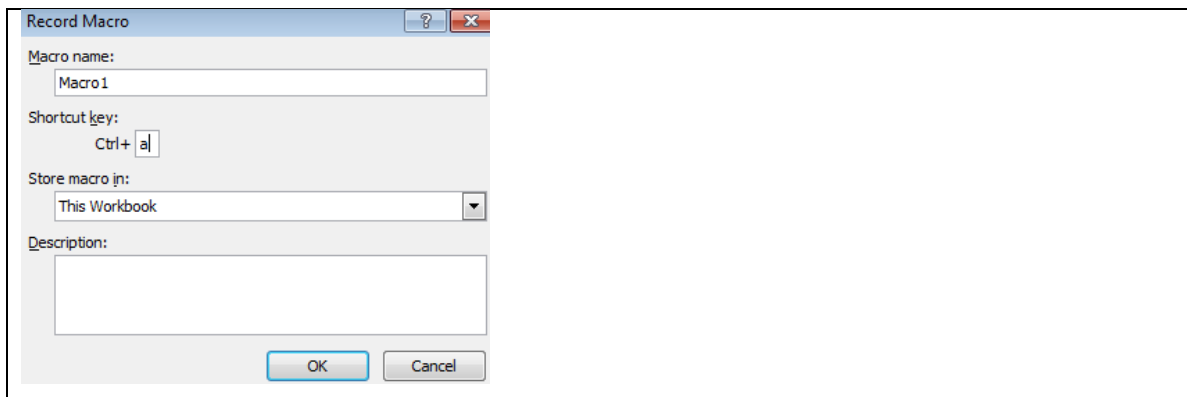 Record Macro
Macro name:
Macro1
Shortcut key:
Ctrl+ a
Store macro in:
This Workbook
Description:
OK Cancel